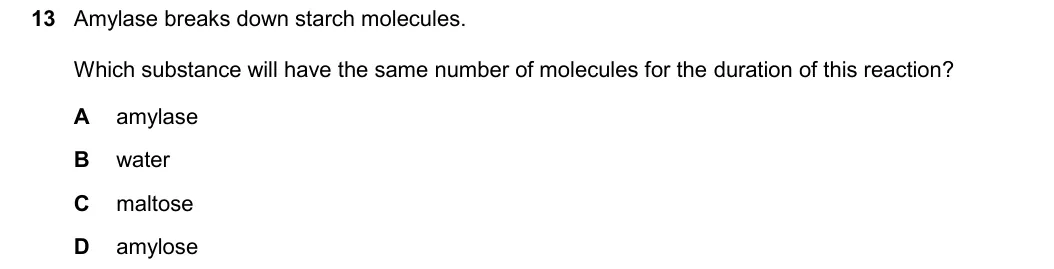 13 Amylase breaks down starch molecules.
Which substance will have the same number of molecules for the duration of this reaction?
A amylase
B water
C maltose
D amylose